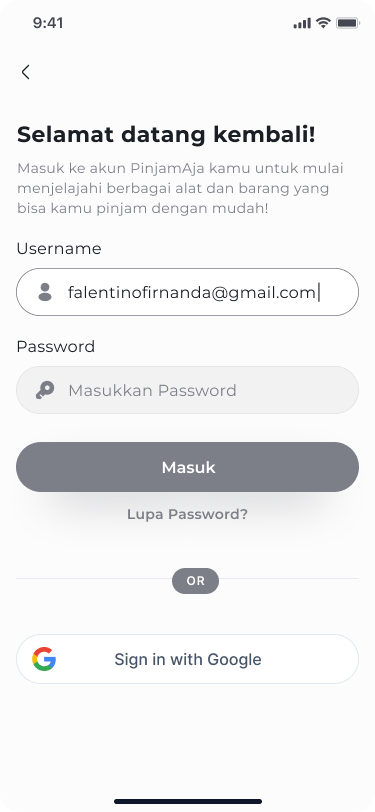 9:41
Selamat datang kembali!
Masuk ke akun PinjamAja kamu untuk mulai
menjelajahi berbagai alat dan barang yang
bisa kamu pinjam dengan mudah!
Username
falentinofirnanda@gmail.com
Password
Masukkan Password
Masuk
Lupa Password?
OR
Sign in with Google